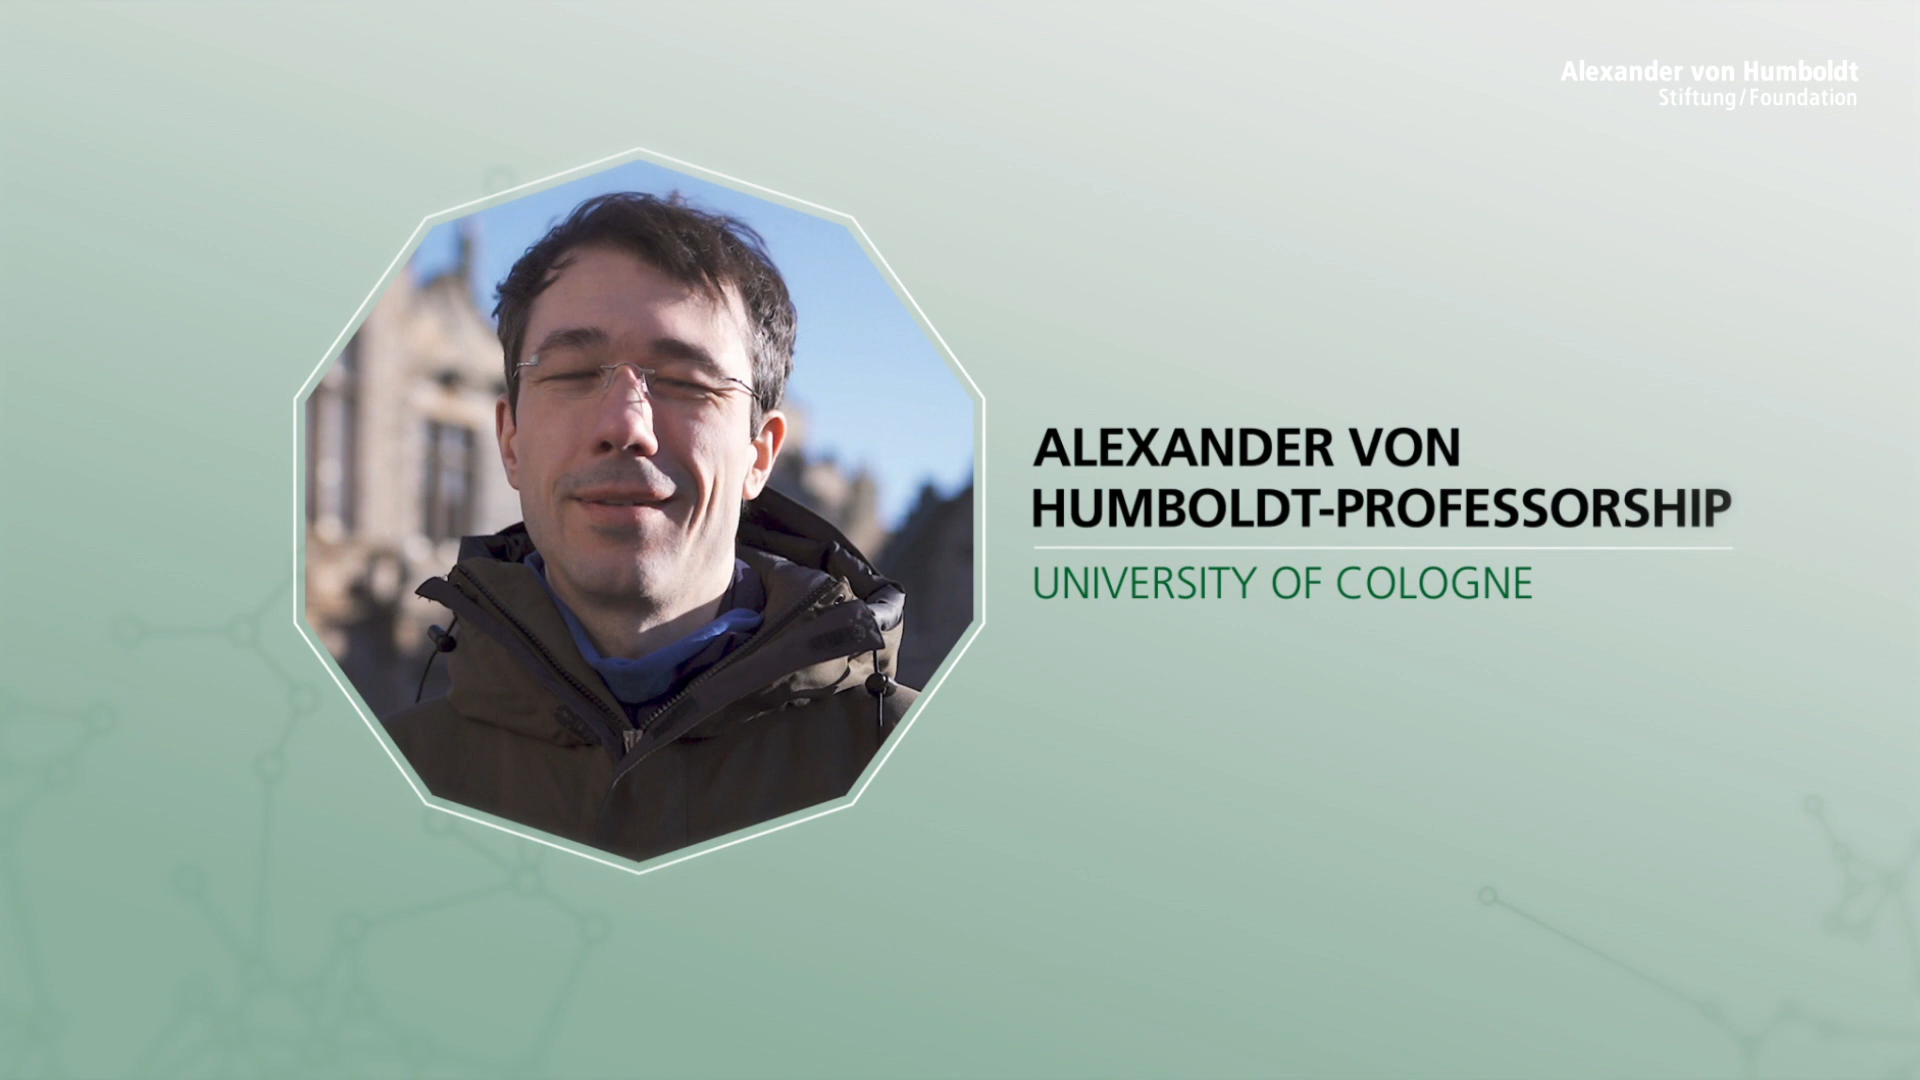 Alexander von Humboldt
Stiftung/Foundation
ALEXANDER VON
HUMBOLDT-PROFESSORSHIP
UNIVERSITY OF COLOGNE